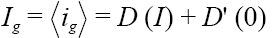 I_g = ⟨i_g⟩ = D (I) + D' (0)